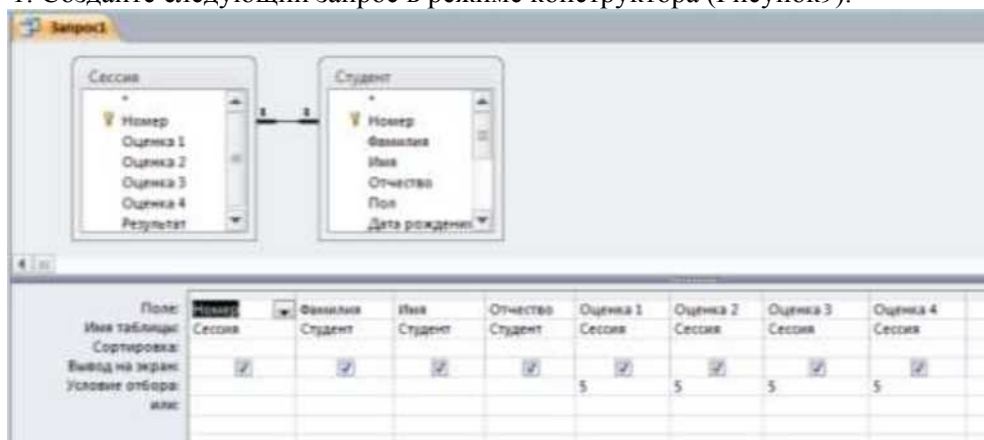 1. Создайте следующий запрос в режиме конструктора (Рисунок9):
Запрос1
Сессия
*
Номер
Оценка 1
Оценка 2
Оценка 3
Оценка 4
Результат
Студент
*
Номер
Фамилия
Имя
Отчество
Пол
Дата рождения
Поле: Номер Фамилия Имя Отчество Оценка 1 Оценка 2 Оценка 3 Оценка 4
Имя таблицы: Сессия Студент Студент Студент Сессия Сессия Сессия Сессия
Сортировка:
Вывод на экран:
Условие отбора: 5 5 5 5
или: